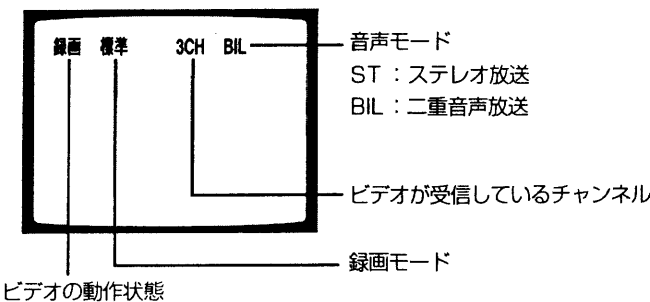 録画 標準 3CH BIL
音声モード
ST：ステレオ放送
BIL：二重音声放送
ビデオが受信しているチャンネル
録画モード
ビデオの動作状態